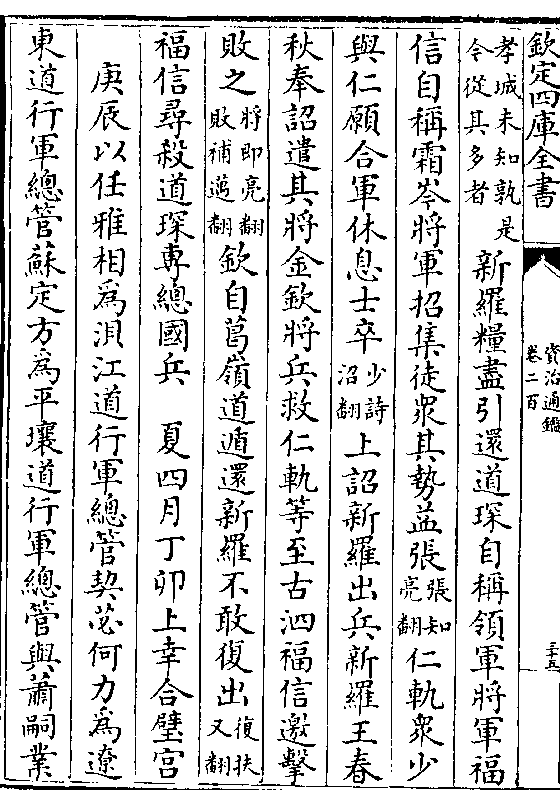 欽定四庫全書
資治通鑑
卷二百
三十五
孝城未知孰是
今從其多者
新羅糧盡引還道琛自稱領軍將軍福
信自稱霜岑將軍招集徒眾其勢益張張知
亮翻
仁軌眾少
與仁願合軍休息士卒少詩
沼翻
上詔新羅出兵新羅王春
秋奉詔遣其將金欽將兵救仁軌等至古泗福信邀擊
敗之將即亮翻
敗補邁翻
欽自葛嶺道遁還新羅不敢復出復扶
又翻
福信尋殺道琛專總國兵 夏四月丁卯上幸合璧宮
庚辰以任雅相為浿江道行軍總管契苾何力為遼
東道行軍總管蘇定方為平壤道行軍總管與蕭嗣業